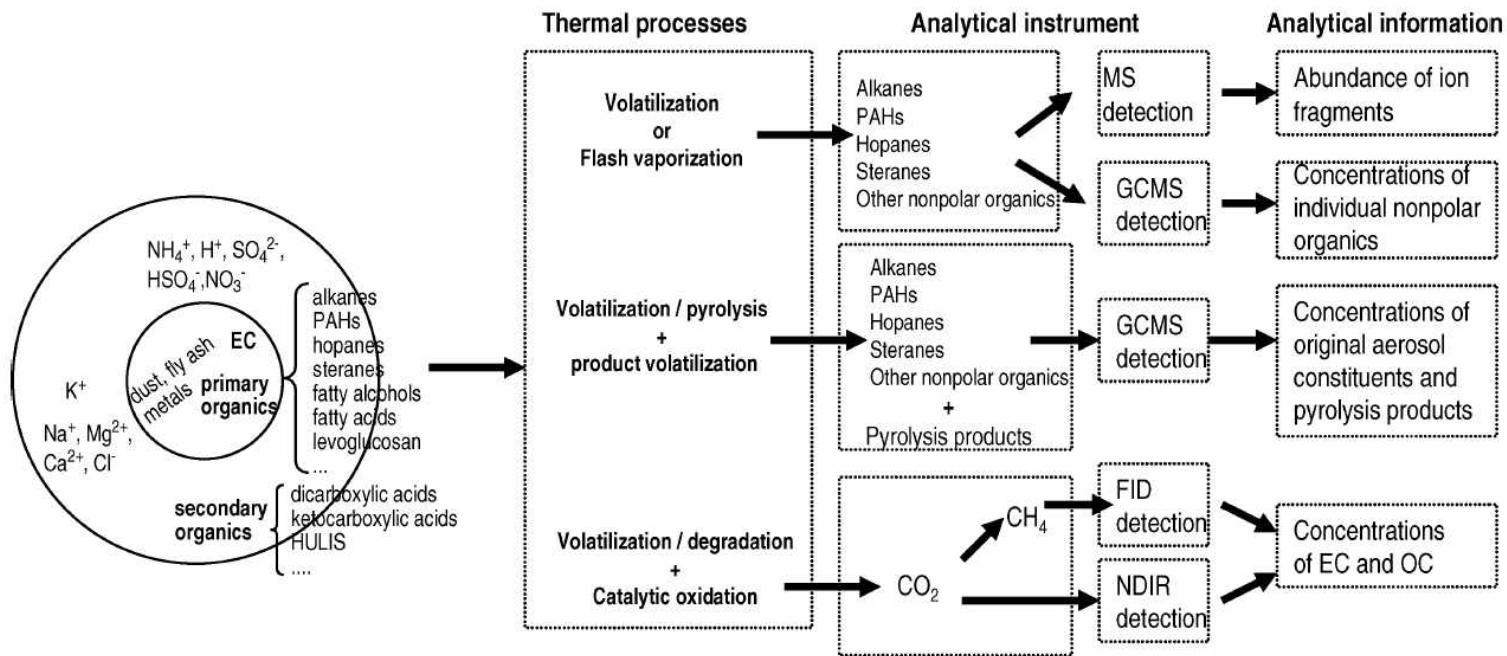 Thermal processes
Analytical instrument
Analytical information
NH₄⁺, H⁺, SO₄²⁻,
HSO₄⁻,NO₃⁻
EC
dust, fly ash
metals
primary
organics
K⁺
Na⁺, Mg²⁺,
Ca²⁺, Cl⁻
alkanes
PAHs
hopanes
steranes
fatty alcohols
fatty acids
levoglucosan
...
secondary
organics
dicarboxylic acids
ketocarboxylic acids
HULIS
....
Volatilization
or
Flash vaporization
Alkanes
PAHs
Hopanes
Steranes
Other nonpolar organics
MS
detection
Abundance of ion
fragments
GCMS
detection
Concentrations of
individual nonpolar
organics
Volatilization / pyrolysis
+
product volatilization
Alkanes
PAHs
Hopanes
Steranes
Other nonpolar organics
+
Pyrolysis products
GCMS
detection
Concentrations of
original aerosol
constituents and
pyrolysis products
Volatilization / degradation
+
Catalytic oxidation
CO₂
CH₄
FID
detection
NDIR
detection
Concentrations
of EC and OC